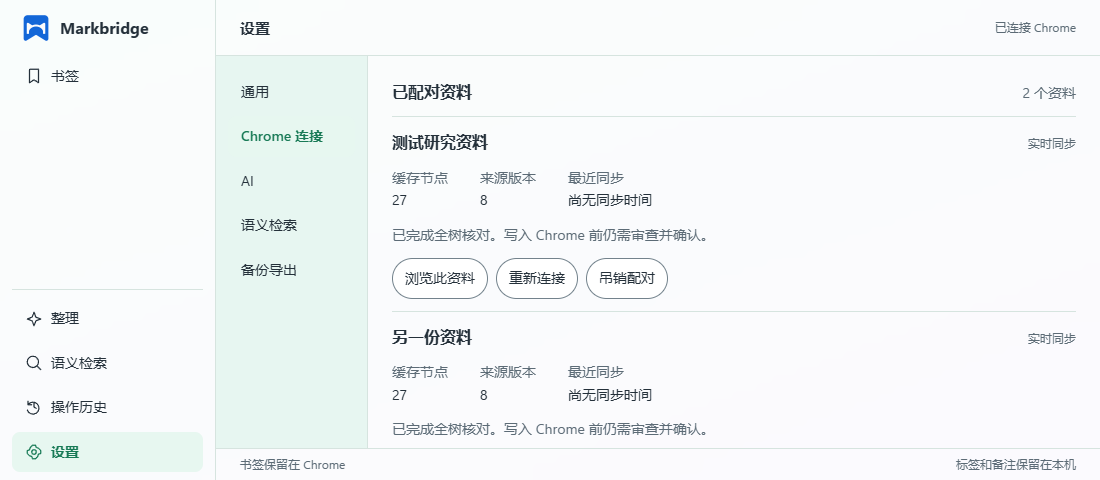 Markbridge
书签
整理
语义检索
操作历史
设置
设置
已连接 Chrome
通用
Chrome 连接
AI
语义检索
备份导出
已配对资料
2 个资料
测试研究资料
实时同步
缓存节点 来源版本 最近同步
27 8 尚无同步时间
已完成全树核对。写入 Chrome 前仍需审查并确认。
浏览此资料 重新连接 吊销配对
另一份资料
实时同步
缓存节点 来源版本 最近同步
27 8 尚无同步时间
已完成全树核对。写入 Chrome 前仍需审查并确认。
书签保留在 Chrome
标签和备注保留在本机